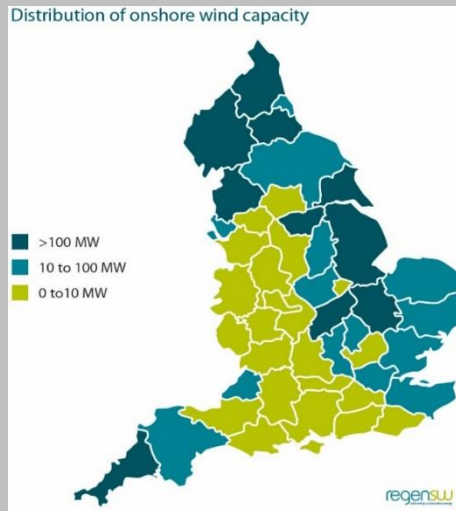 Distribution of onshore wind capacity
>100 MW
10 to 100 MW
0 to10 MW
regensw